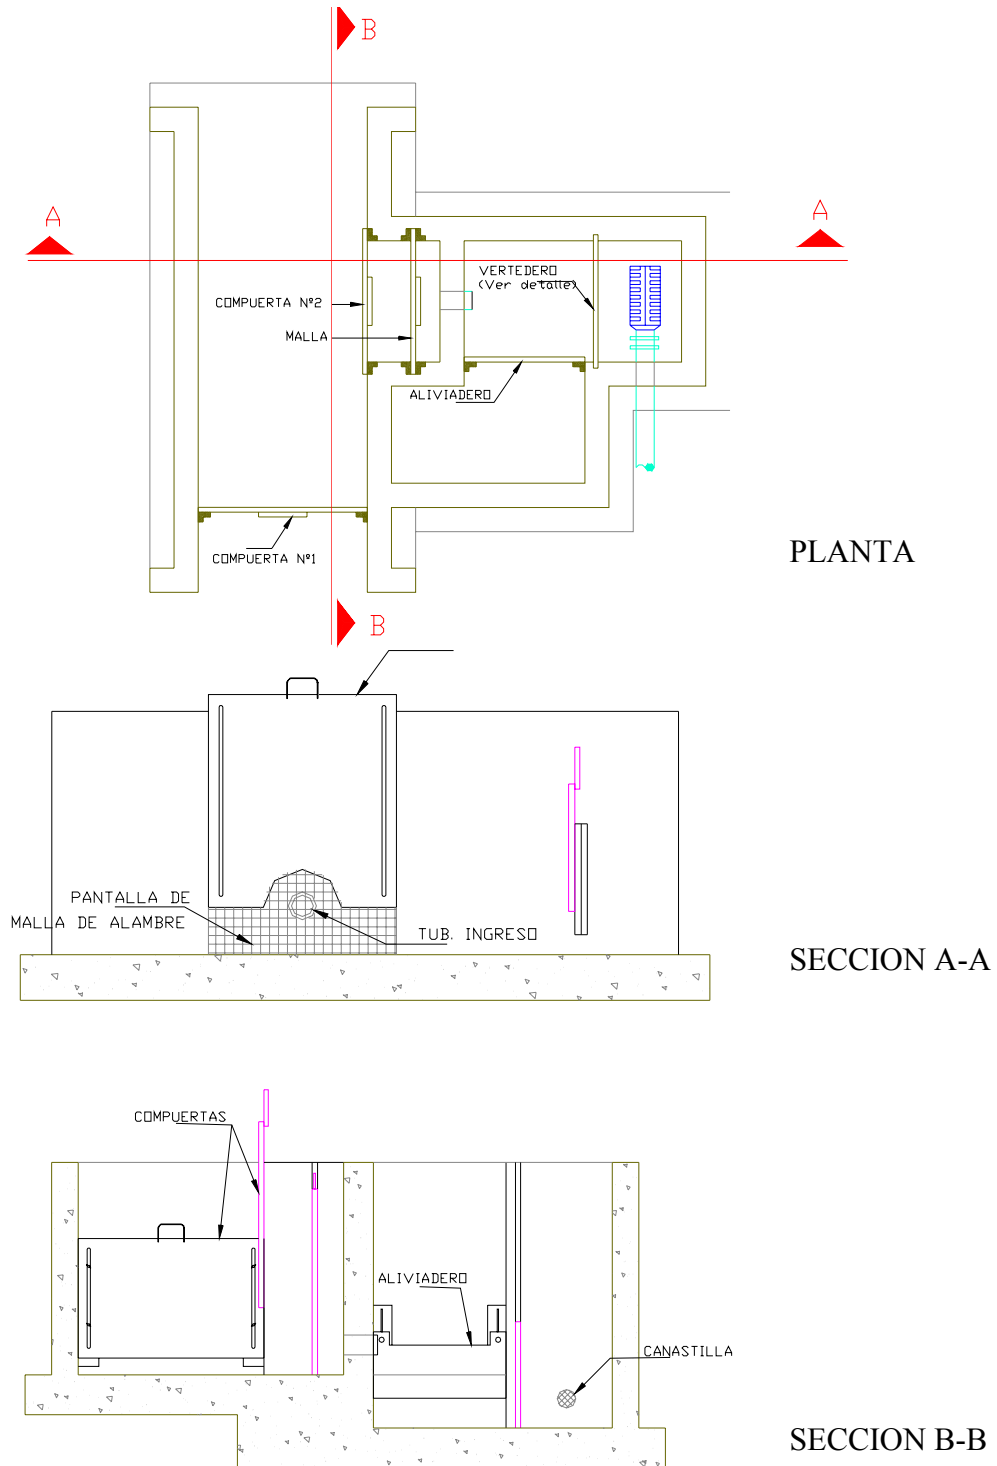 B
A
A
VERTEDERO
(Ver detalle)
COMPUERTA Nº2
MALLA
ALIVIADERO
COMPUERTA Nº1
PLANTA
B
PANTALLA DE
MALLA DE ALAMBRE
TUB. INGRESO
SECCION A-A
COMPUERTAS
ALIVIADERO
CANASTILLA
SECCION B-B